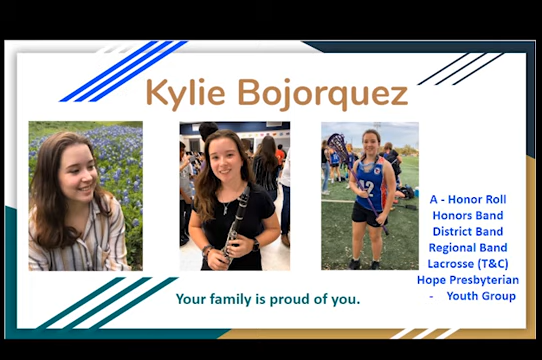 Kylie Bojorquez
A - Honor Roll
Honors Band
District Band
Regional Band
Lacrosse (T&C)
Hope Presbyterian
- Youth Group
Your family is proud of you.